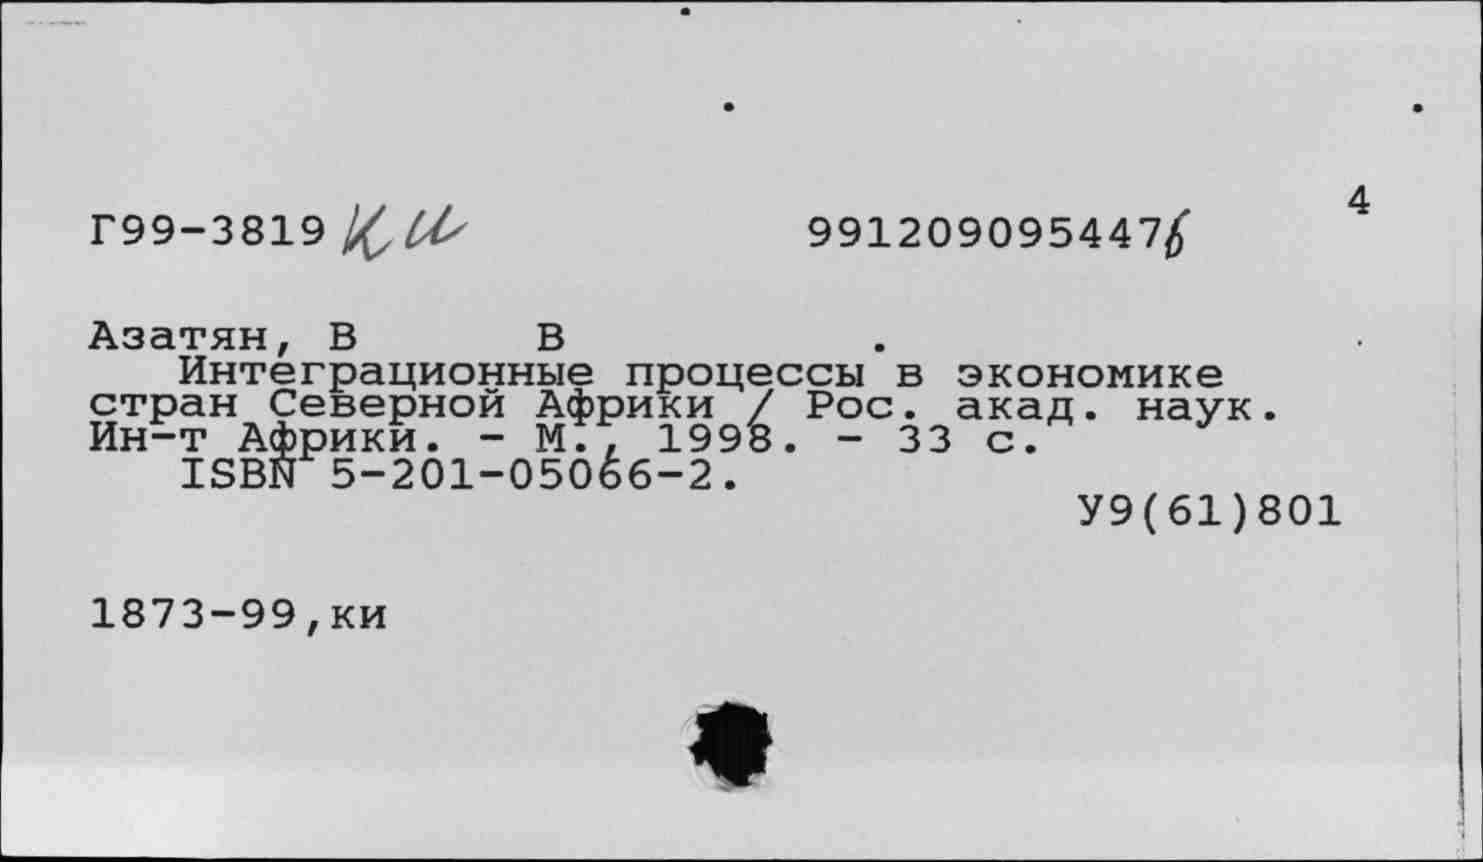 4
Г99-3819 ки 991209095447б
Азатян, В В .
Интеграционные процессы в экономике
стран Северной Африки / Рос. акад. наук.
Ин-т Африки. - М., 1998. - 33 с.
ISBN 5-201-05066-2.
У9(61)801
1873-99,ки